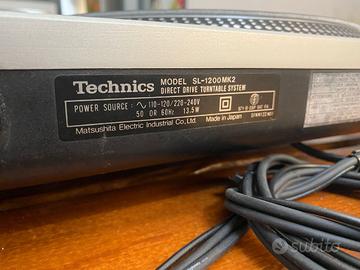 Technics MODEL SL-1200MK2
DIRECT DRIVE TURNTABLE SYSTEM
POWER SOURCE : 110-120/220-240V
50 OR 60Hz 13.5W
Matsushita Electric Industrial Co., Ltd. Made in Japan
subito